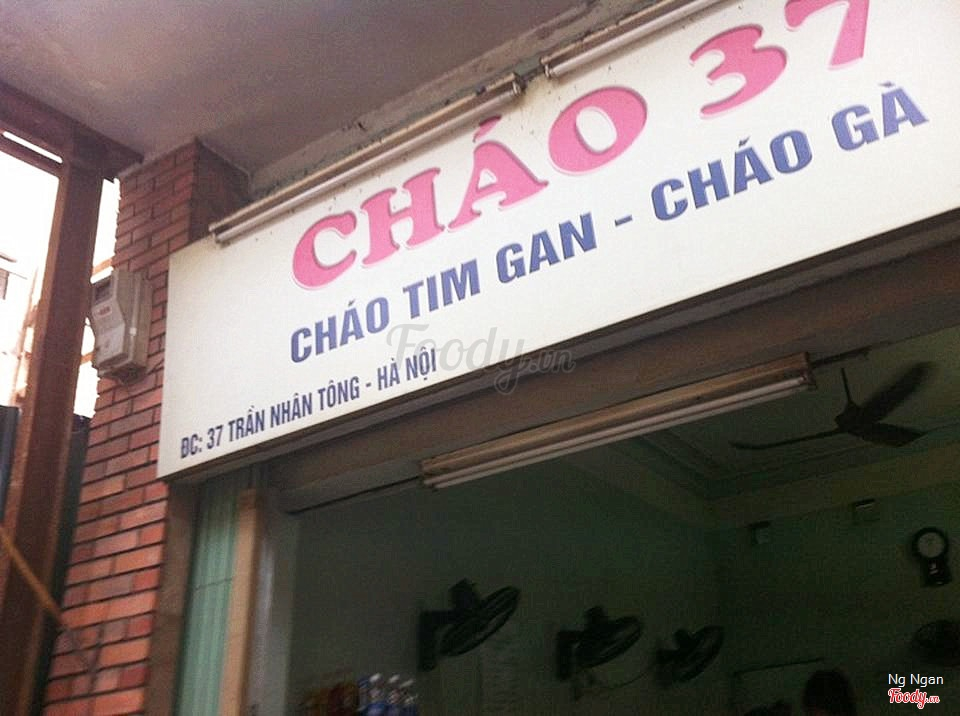 CHÁO 37
CHÁO TIM GAN - CHÁO GÀ
ĐC: 37 TRẦN NHÂN TÔNG - HÀ NỘI
Foody.vn
Ng Ngan
Foody.vn